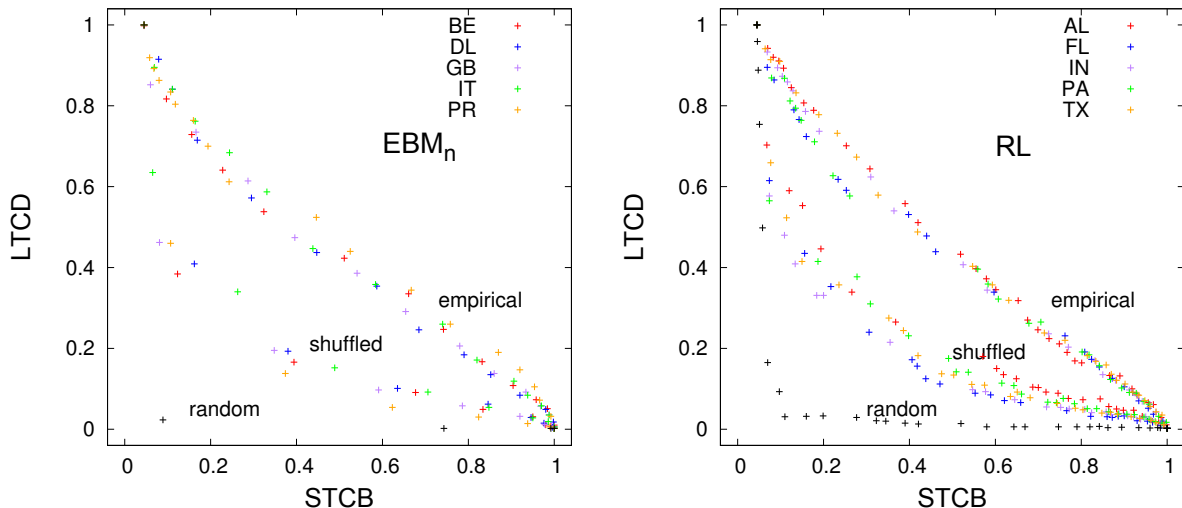 1
0.8
0.6
0.4
0.2
0
LTCD
0 0.2 0.4 0.6 0.8 1
STCB
BE
DL
GB
IT
PR
EBMn
empirical
shuffled
random
1
0.8
0.6
0.4
0.2
0
LTCD
0 0.2 0.4 0.6 0.8 1
STCB
AL
FL
IN
PA
TX
RL
empirical
shuffled
random